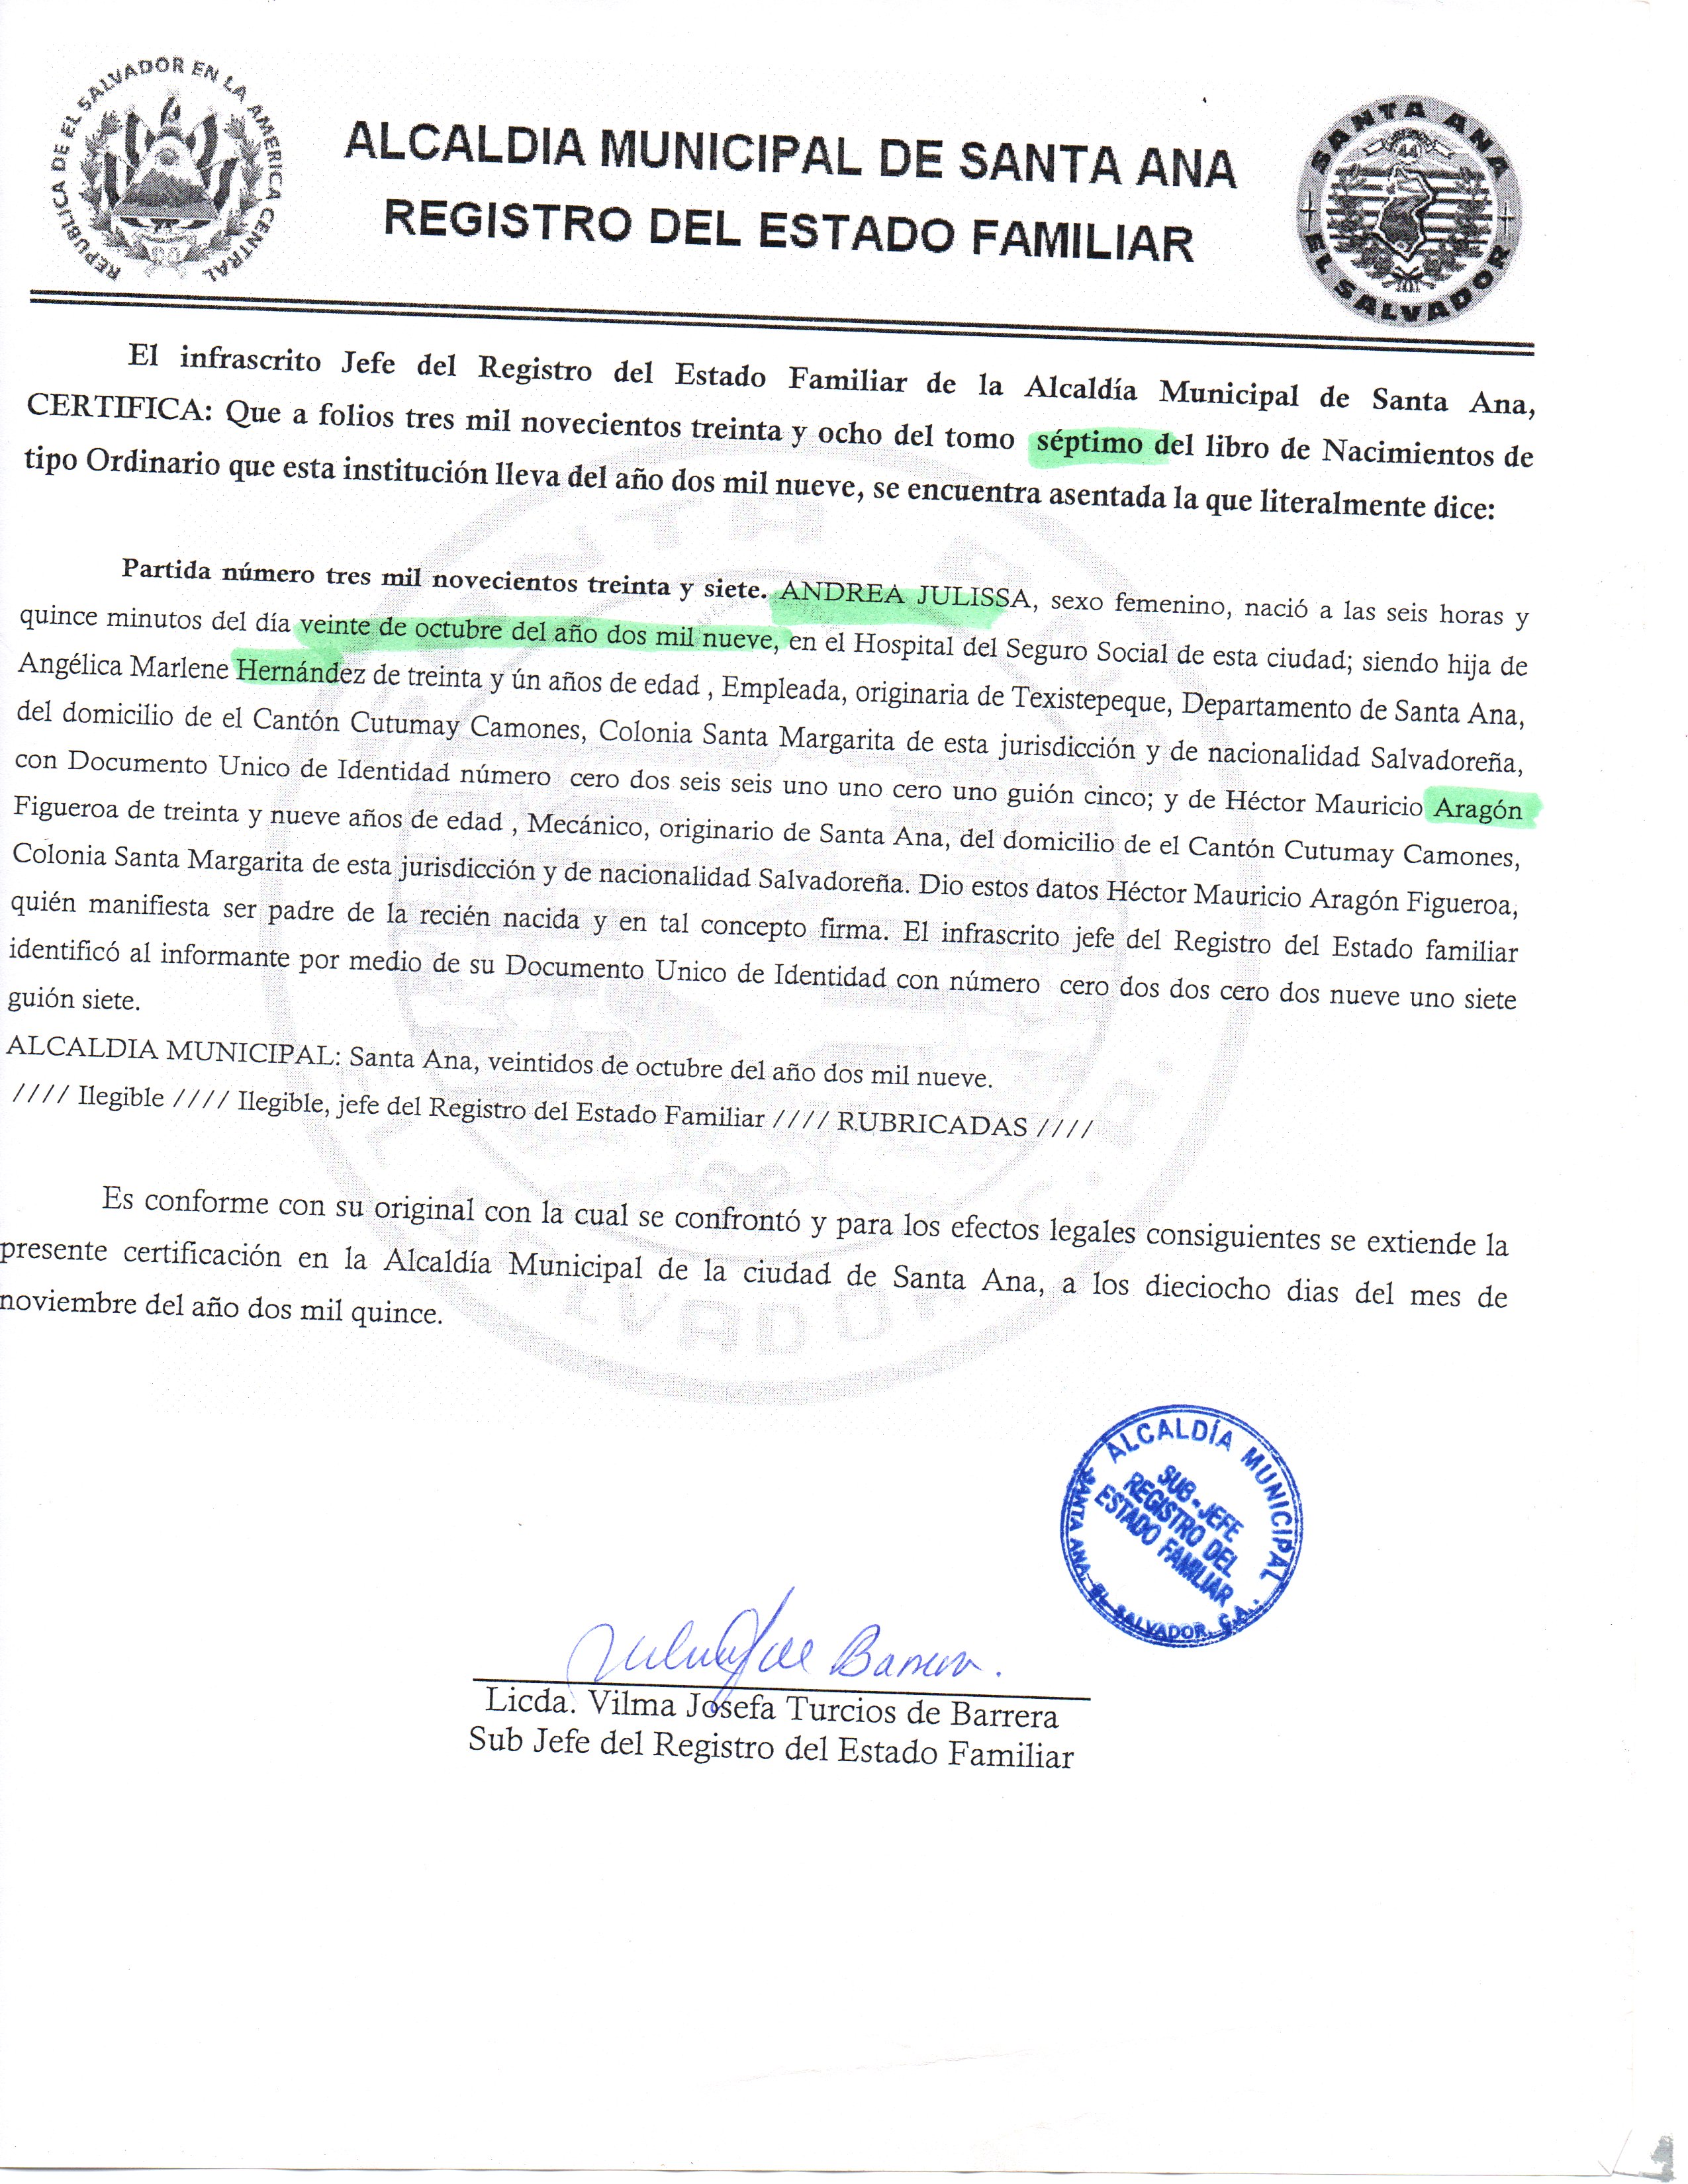 REPUBLICA DE EL SALVADOR EN LA AMERICA CENTRAL
ALCALDIA MUNICIPAL DE SANTA ANA
REGISTRO DEL ESTADO FAMILIAR
SANTA ANA
44
EL SALVADOR
El infrascrito Jefe del Registro del Estado Familiar de la Alcaldía Municipal de Santa Ana,
CERTIFICA: Que a folios tres mil novecientos treinta y ocho del tomo séptimo del libro de Nacimientos de
tipo Ordinario que esta institución lleva del año dos mil nueve, se encuentra asentada la que literalmente dice:
Partida número tres mil novecientos treinta y siete. ANDREA JULISSA, sexo femenino, nació a las seis horas y
quince minutos del día veinte de octubre del año dos mil nueve, en el Hospital del Seguro Social de esta ciudad; siendo hija de
Angélica Marlene Hernández de treinta y ún años de edad , Empleada, originaria de Texistepeque, Departamento de Santa Ana,
del domicilio de el Cantón Cutumay Camones, Colonia Santa Margarita de esta jurisdicción y de nacionalidad Salvadoreña,
con Documento Unico de Identidad número cero dos seis seis uno uno cero uno guión cinco; y de Héctor Mauricio Aragón
Figueroa de treinta y nueve años de edad , Mecánico, originario de Santa Ana, del domicilio de el Cantón Cutumay Camones,
Colonia Santa Margarita de esta jurisdicción y de nacionalidad Salvadoreña. Dio estos datos Héctor Mauricio Aragón Figueroa,
quién manifiesta ser padre de la recién nacida y en tal concepto firma. El infrascrito jefe del Registro del Estado familiar
identificó al informante por medio de su Documento Unico de Identidad con número cero dos dos cero dos nueve uno siete
guión siete.
ALCALDIA MUNICIPAL: Santa Ana, veintidos de octubre del año dos mil nueve.
//// Ilegible //// Ilegible, jefe del Registro del Estado Familiar //// RUBRICADAS ////
Es conforme con su original con la cual se confrontó y para los efectos legales consiguientes se extiende la
presente certificación en la Alcaldía Municipal de la ciudad de Santa Ana, a los dieciocho dias del mes de
noviembre del año dos mil quince.
ALCALDÍA MUNICIPAL
SUB-JEFE
REGISTRO DEL
ESTADO FAMILIAR
SANTA ANA, EL SALVADOR, C.A.
de Barrera.
Licda. Vilma Josefa Turcios de Barrera
Sub Jefe del Registro del Estado Familiar
1